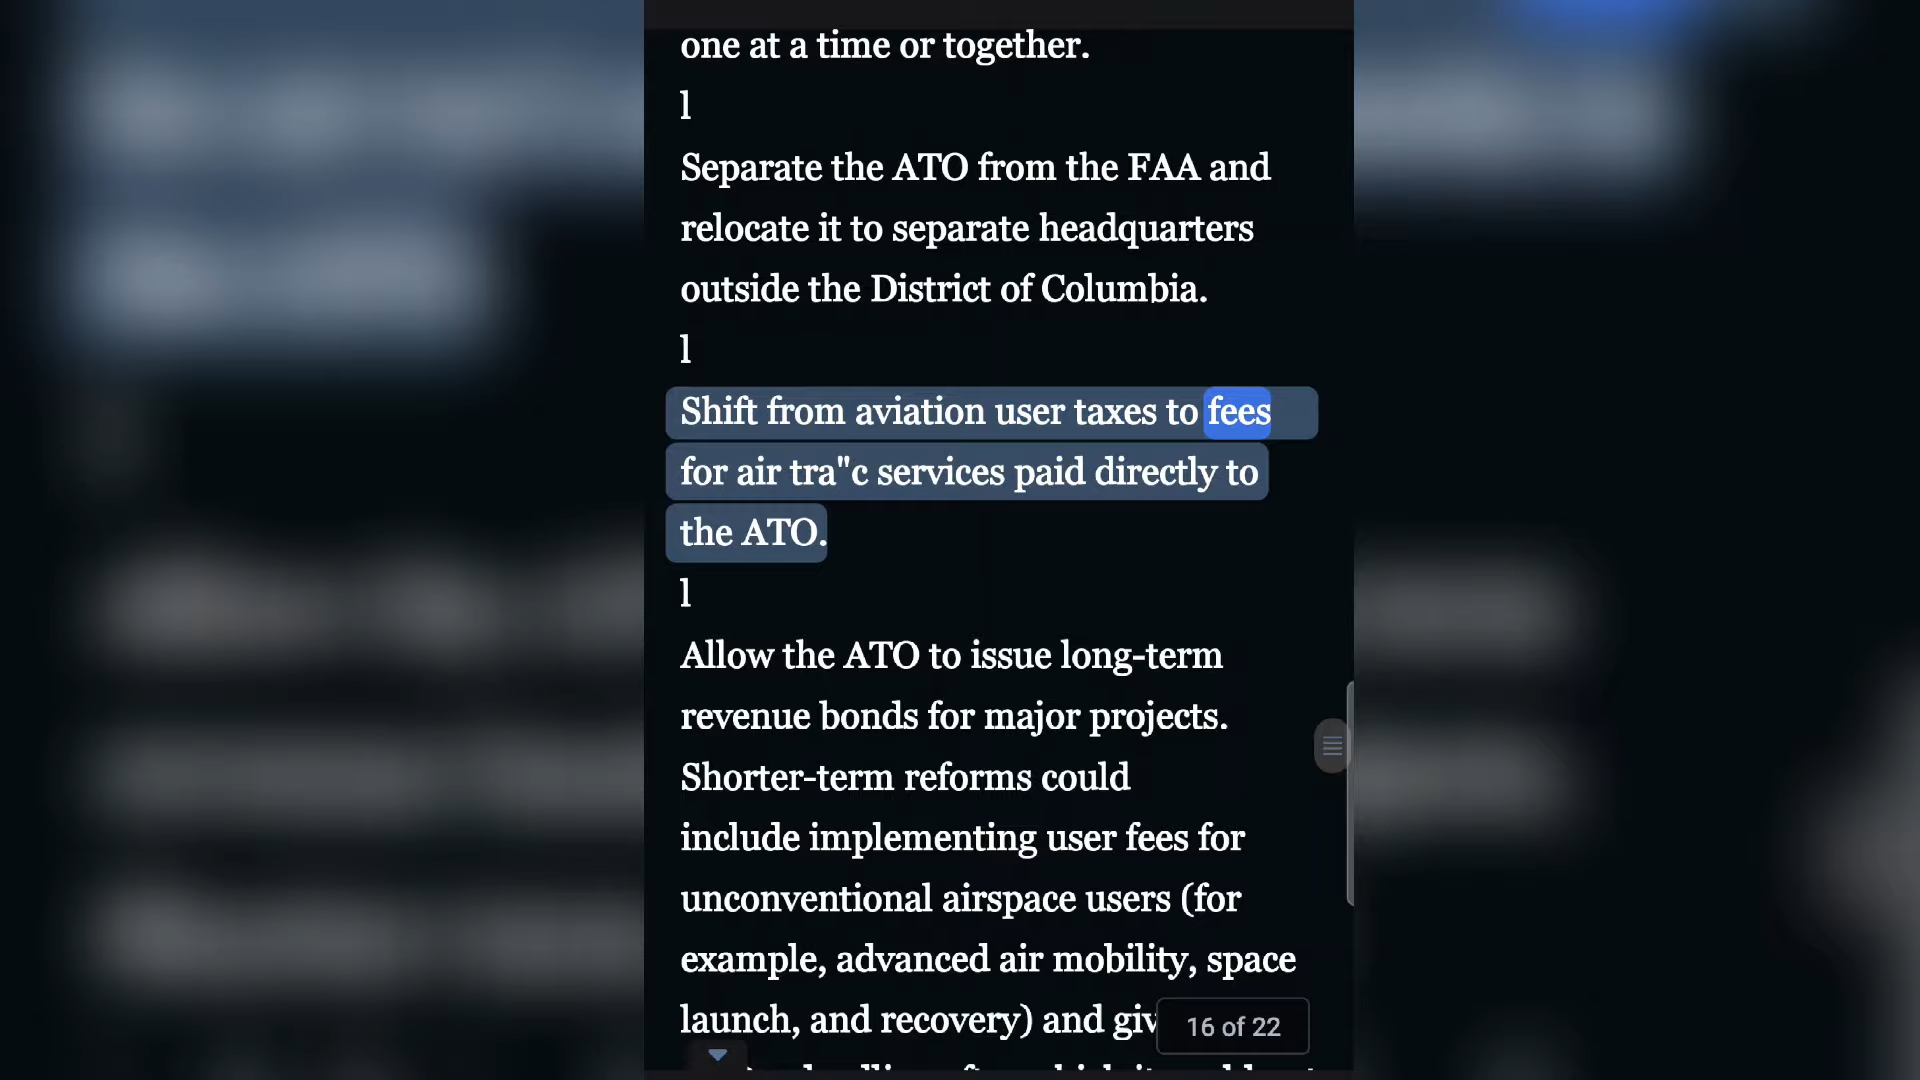 one at a time or together.
l
Separate the ATO from the FAA and
relocate it to separate headquarters
outside the District of Columbia.
l
Shift from aviation user taxes to fees
for air tra"c services paid directly to
the ATO.
l
Allow the ATO to issue long-term
revenue bonds for major projects.
Shorter-term reforms could
include implementing user fees for
unconventional airspace users (for
example, advanced air mobility, space
launch, and recovery) and giv
16 of 22